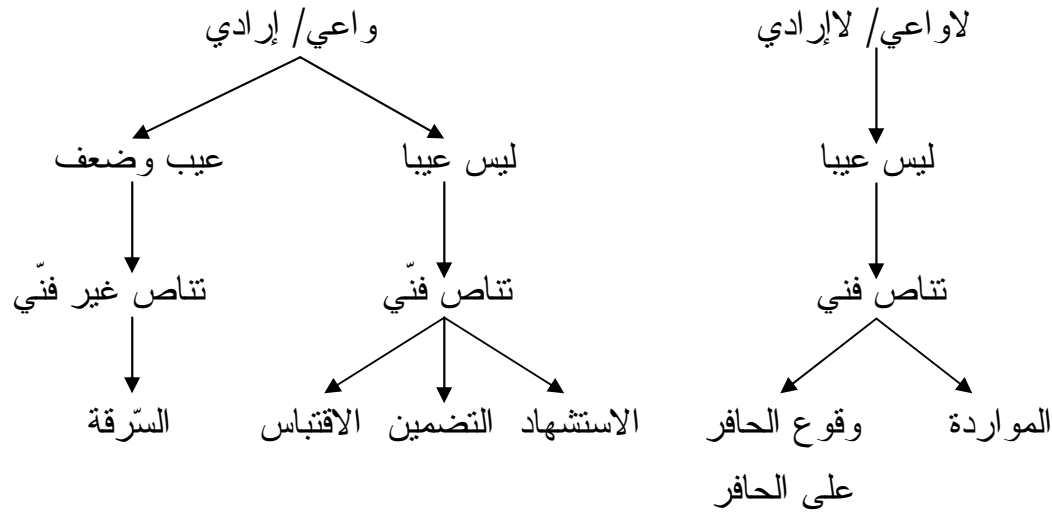 لاواعي/ لاإرادي
واعي/ إرادي
ليس عيبا
ليس عيبا
عيب وضعف
تناص فني
تناص فنّي
تناص غير فنّي
المواردة
وقوع الحافر
على الحافر
الاستشهاد
التضمين
الاقتباس
السّرقة